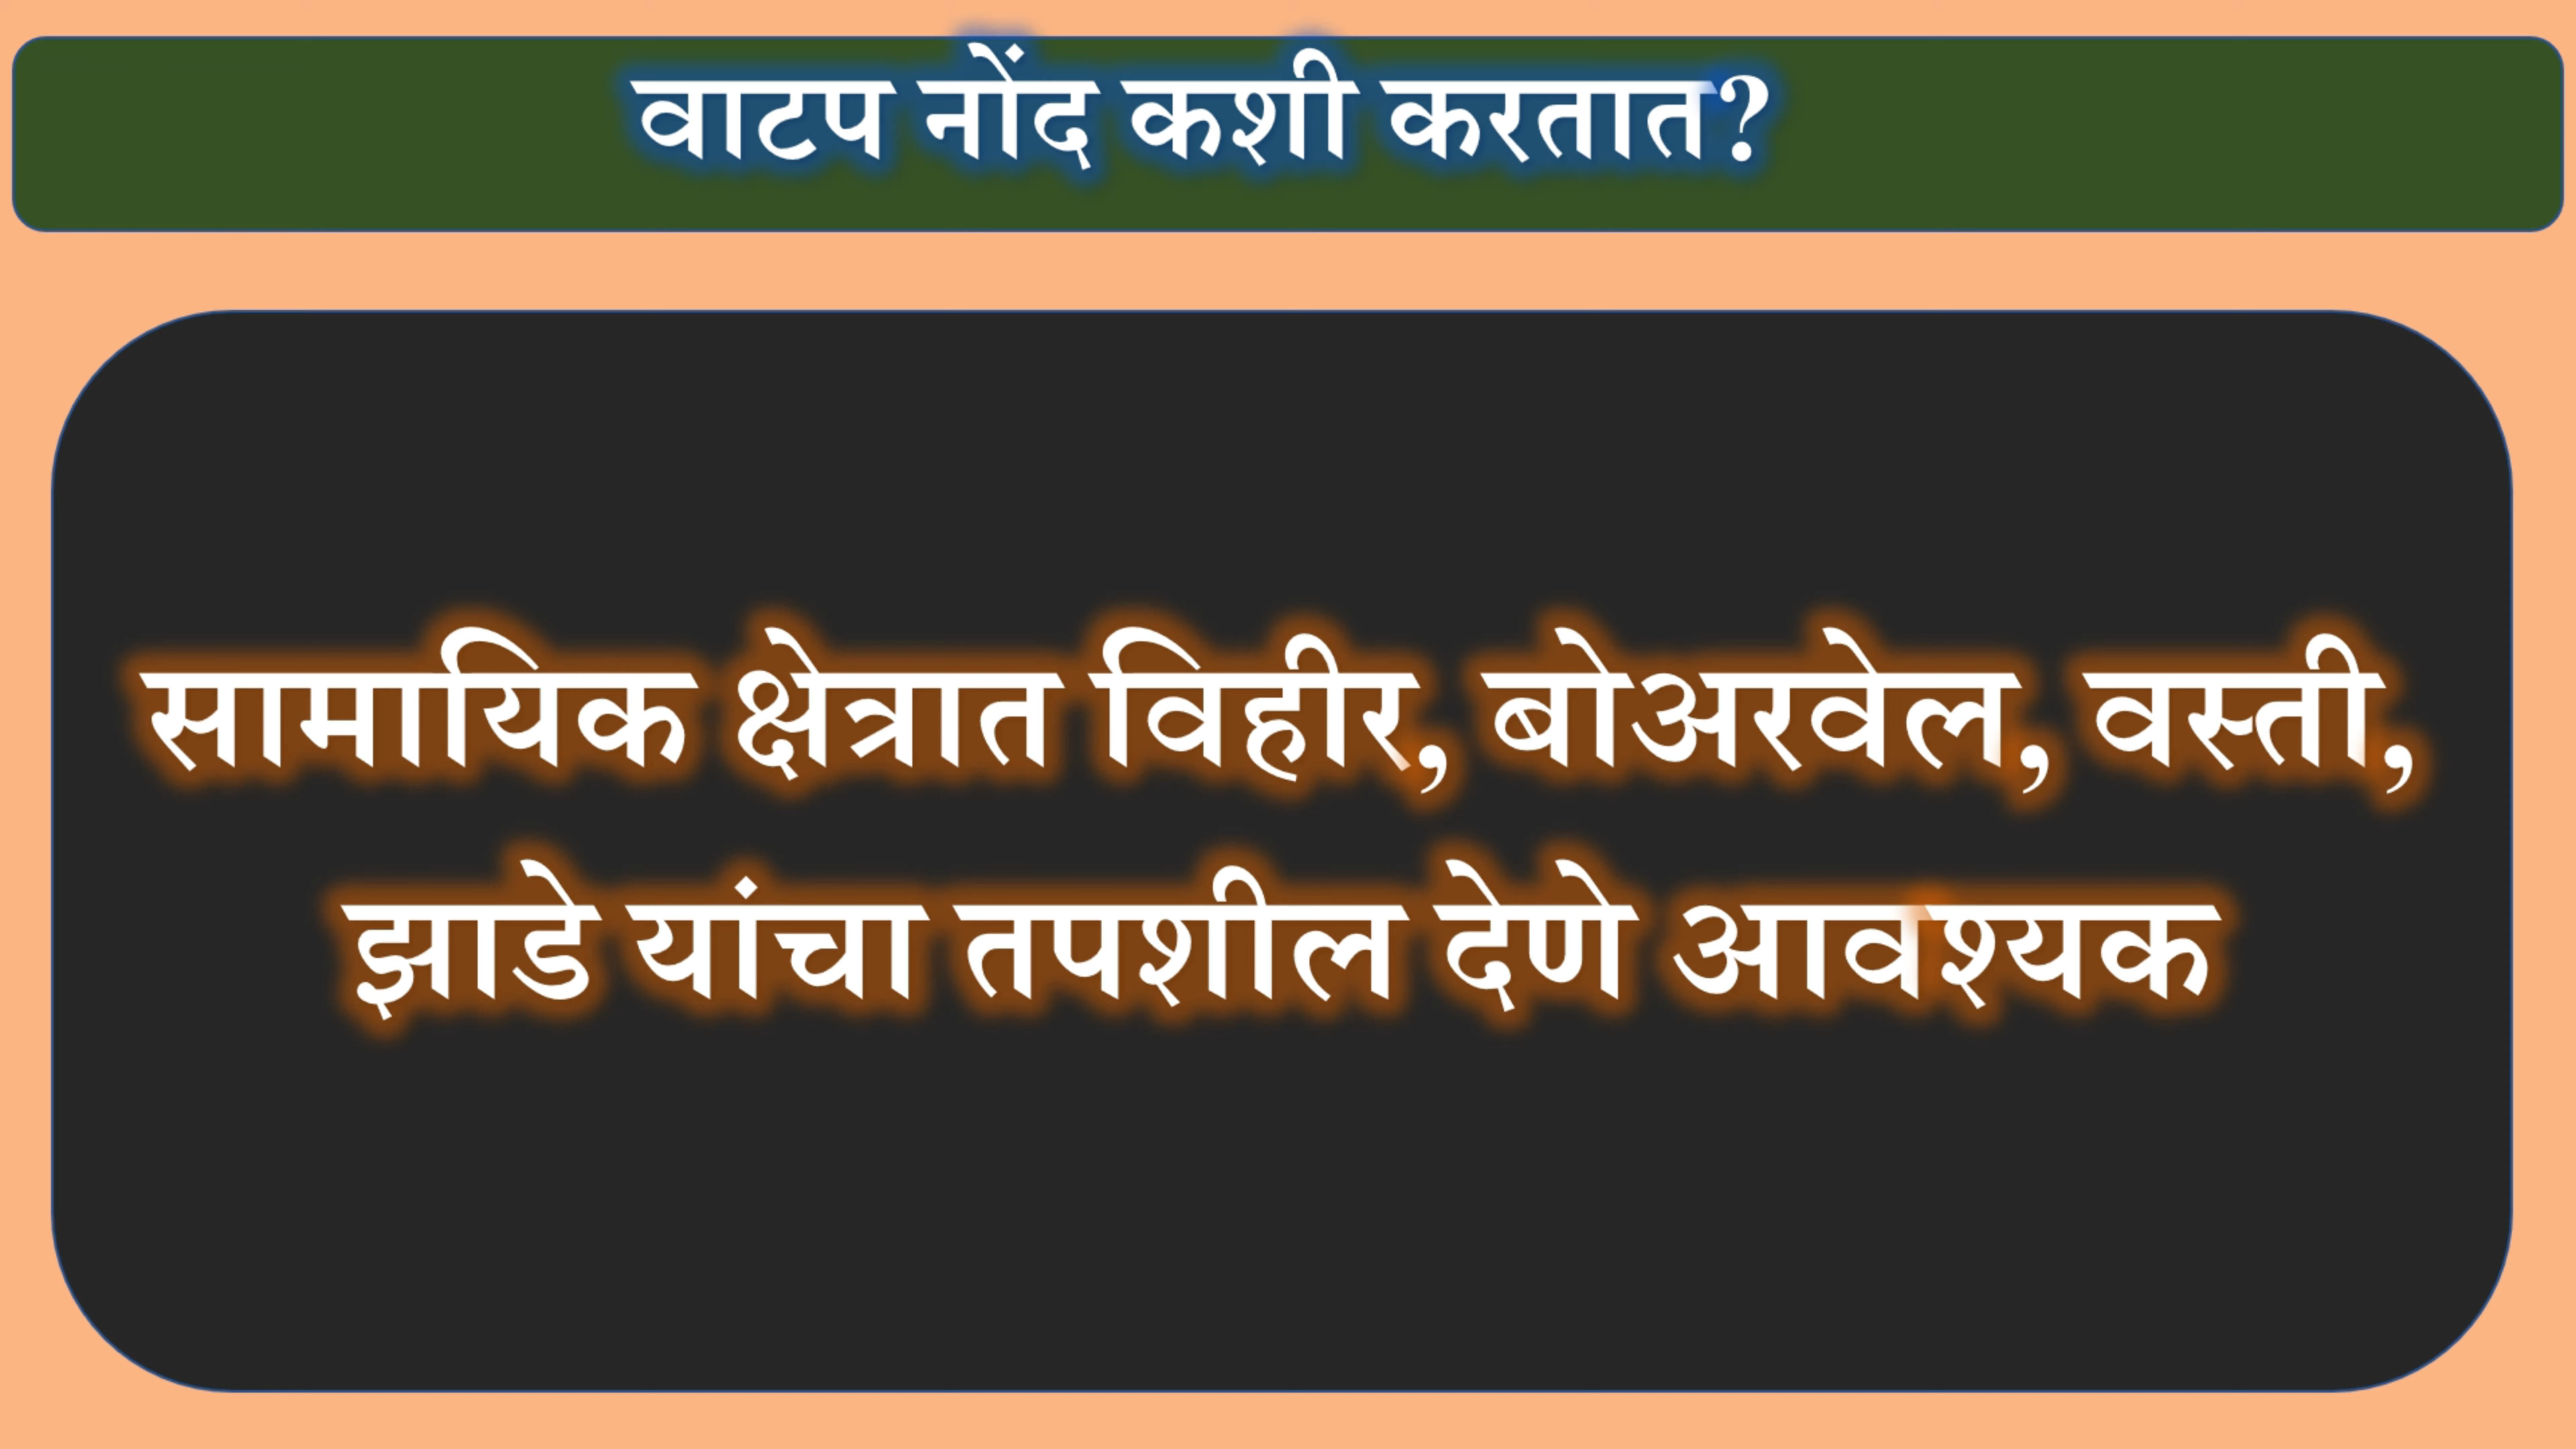 वाटप नोंद कशी करतात?
सामायिक क्षेत्रात विहीर, बोअरवेल, वस्ती,
झाडे यांचा तपशील देणे आवश्यक